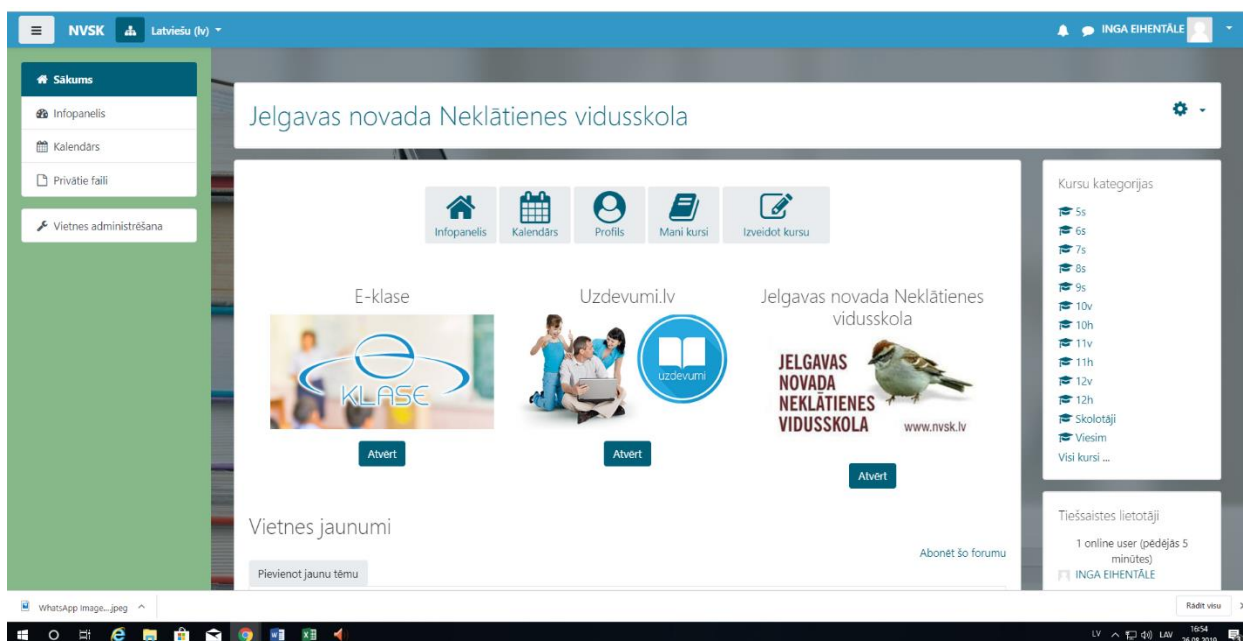 NVSK
Latviešu (lv)
INGA EIHENTĀLE
Sākums
Infopanelis
Kalendārs
Privātie faili
Vietnes administrēšana
Jelgavas novada Neklātienes vidusskola
Infopanelis
Kalendārs
Profils
Mani kursi
Izveidot kursu
E-klase
e
KLASE
Atvērt
Uzdevumi.lv
uzdevumi
Atvērt
Jelgavas novada Neklātienes
vidusskola
JELGAVAS
NOVADA
NEKLĀTIENES
VIDUSSKOLA
www.nvsk.lv
Atvērt
Vietnes jaunumi
Abonēt šo forumu
Pievienot jaunu tēmu
Kursu kategorijas
5s
6s
7s
8s
9s
10v
10h
11v
11h
12v
12h
Skolotāji
Viesim
Visi kursi ...
Tiešsaistes lietotāji
1 online user (pēdējās 5
minūtes)
INGA EIHENTĀLE
WhatsApp Image....jpeg
Rādīt visu
LV
LAV
16:54
26.08.2019